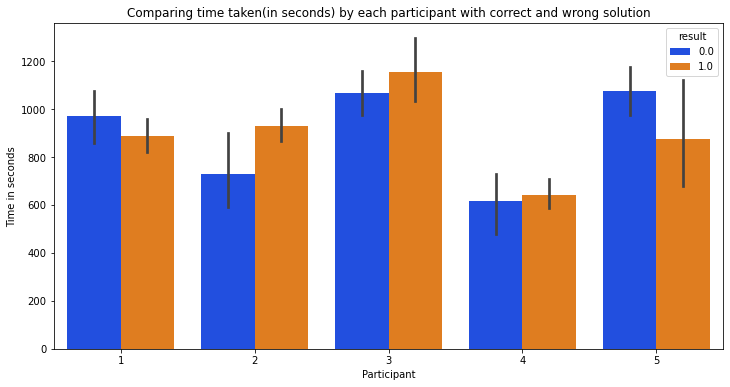 Comparing time taken(in seconds) by each participant with correct and wrong solution
result
0.0
1.0
1200
1000
800
600
400
200
0
Time in seconds
1 2 3 4 5
Participant